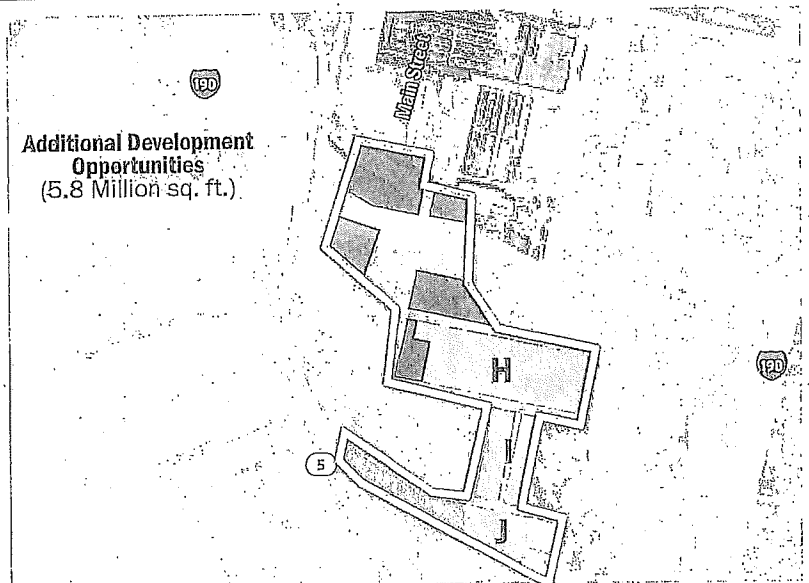 190
Main Street
Additional Development
Opportunities
(5.8 Million sq. ft.)
H
190
5
I
J